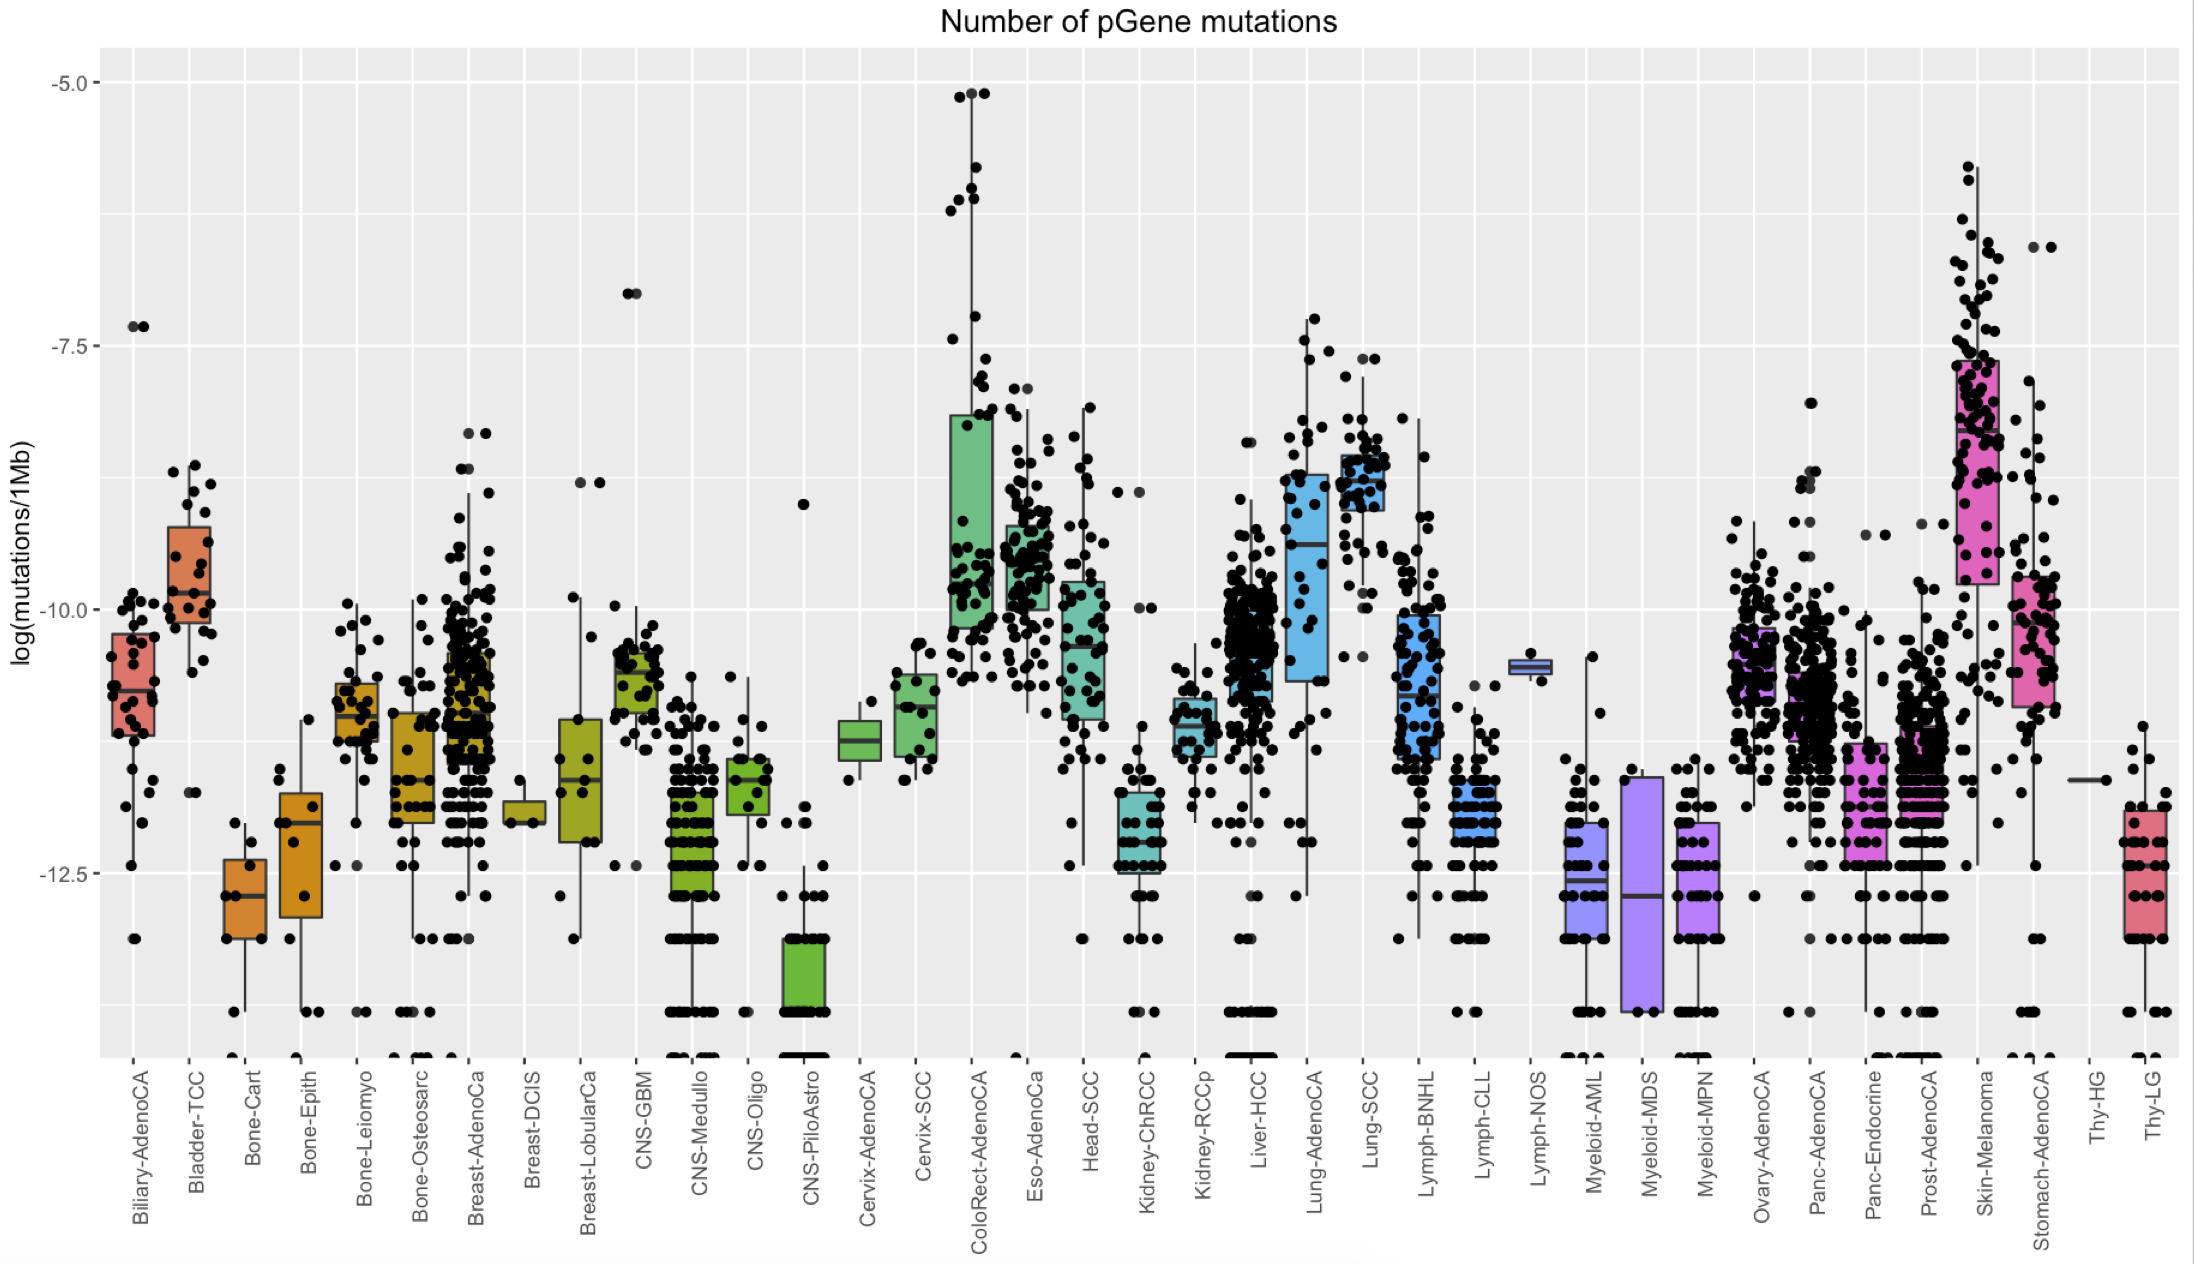 Number of pGene mutations
log(mutations/1Mb)
-5.0
-7.5
-10.0
-12.5
Biliary-AdenoCA
Bladder-TCC
Bone-Cart
Bone-Epith
Bone-Leiomyo
Bone-Osteosarc
Breast-AdenoCa
Breast-DCIS
Breast-LobularCa
CNS-GBM
CNS-Medullo
CNS-Oligo
CNS-PiloAstro
Cervix-AdenoCA
Cervix-SCC
ColoRect-AdenoCA
Eso-AdenoCa
Head-SCC
Kidney-ChRCC
Kidney-RCCp
Liver-HCC
Lung-AdenoCA
Lung-SCC
Lymph-BNHL
Lymph-CLL
Lymph-NOS
Myeloid-AML
Myeloid-MDS
Myeloid-MPN
Ovary-AdenoCA
Panc-AdenoCA
Panc-Endocrine
Prost-AdenoCA
Skin-Melanoma
Stomach-AdenoCA
Thy-HG
Thy-LG